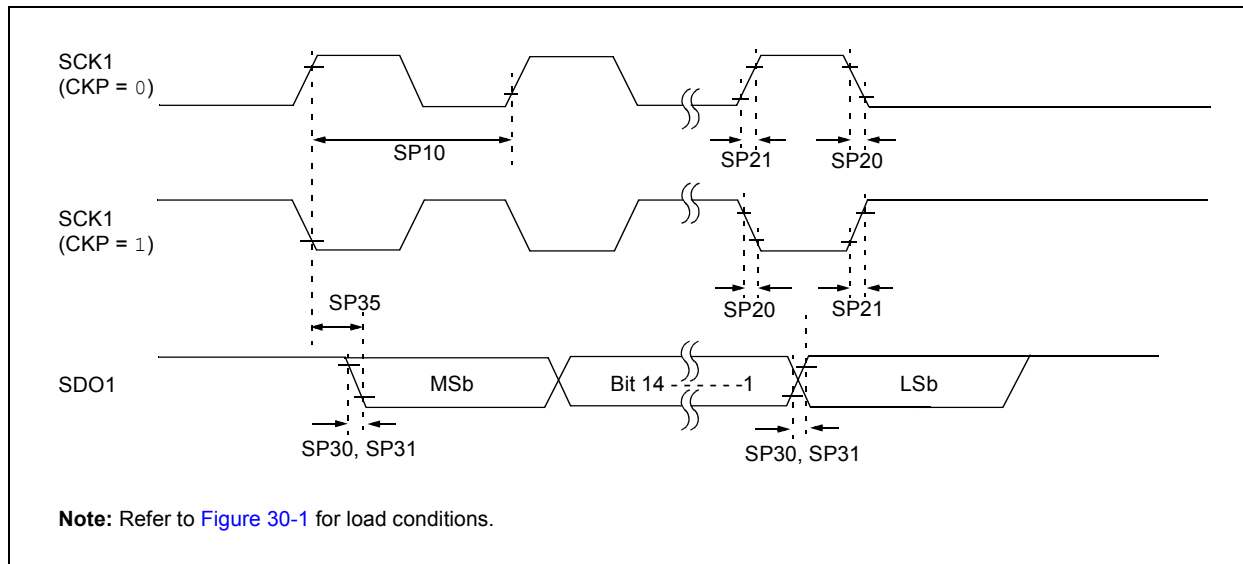 SCK1
(CKP = 0)
SP10
SP21
SP20
SCK1
(CKP = 1)
SP35
SP20
SP21
SDO1
MSb
Bit 14 - - - - - -1
LSb
SP30, SP31
SP30, SP31
Note: Refer to Figure 30-1 for load conditions.